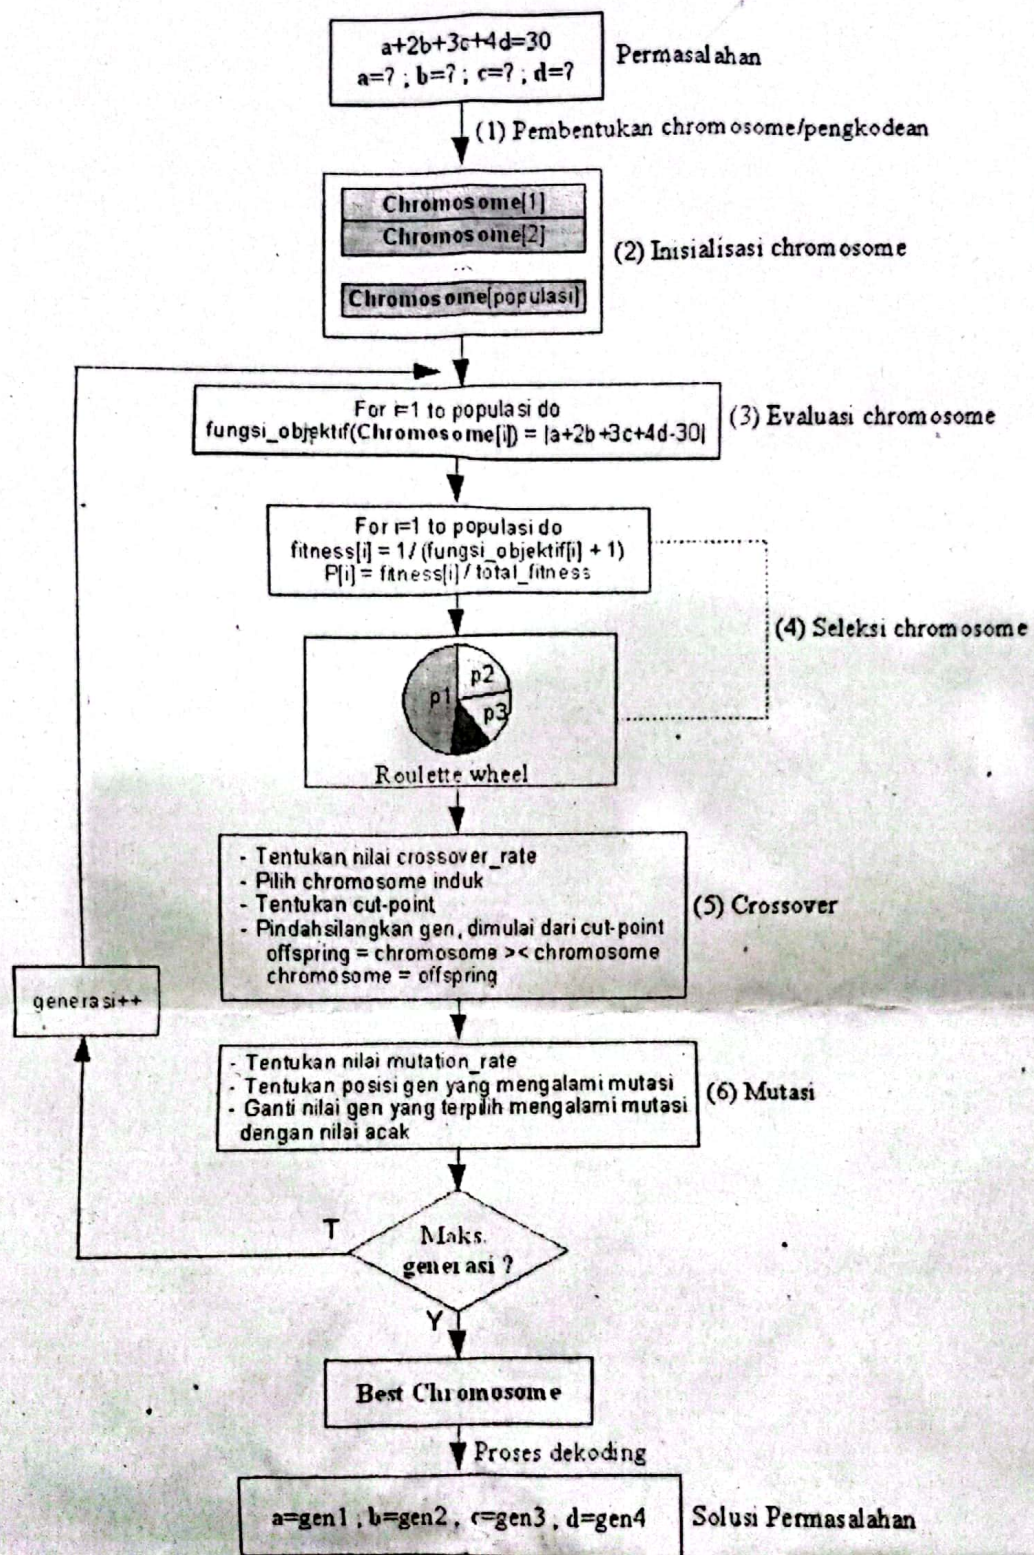 a+2b+3c+4d=30
a=? ; b=? ; c=? ; d=?
Permasalahan
(1) Pembentukan chromosome/pengkodean
Chromosome[1]
Chromosome[2]
...
Chromosome[populasi]
(2) Inisialisasi chromosome
For i=1 to populasi do
fungsi_objektif(Chromosome[i]) = |a+2b+3c+4d-30|
(3) Evaluasi chromosome
For i=1 to populasi do
fitness[i] = 1/ (fungsi_objektif[i] + 1)
P[i] = fitness[i] / total_fitness
(4) Seleksi chromosome
p1
p2
p3
Roulette wheel
- Tentukan nilai crossover_rate
- Pilih chromosome induk
- Tentukan cut-point
- Pindahsilangkan gen, dimulai dari cut-point
offspring = chromosome >< chromosome
chromosome = offspring
(5) Crossover
generasi++
- Tentukan nilai mutation_rate
- Tentukan posisi gen yang mengalami mutasi
- Ganti nilai gen yang terpilih mengalami mutasi
dengan nilai acak
(6) Mutasi
T
Maks.
generasi ?
Y
Best Chromosome
Proses dekoding
a=gen1 , b=gen2 , c=gen3 , d=gen4
Solusi Permasalahan